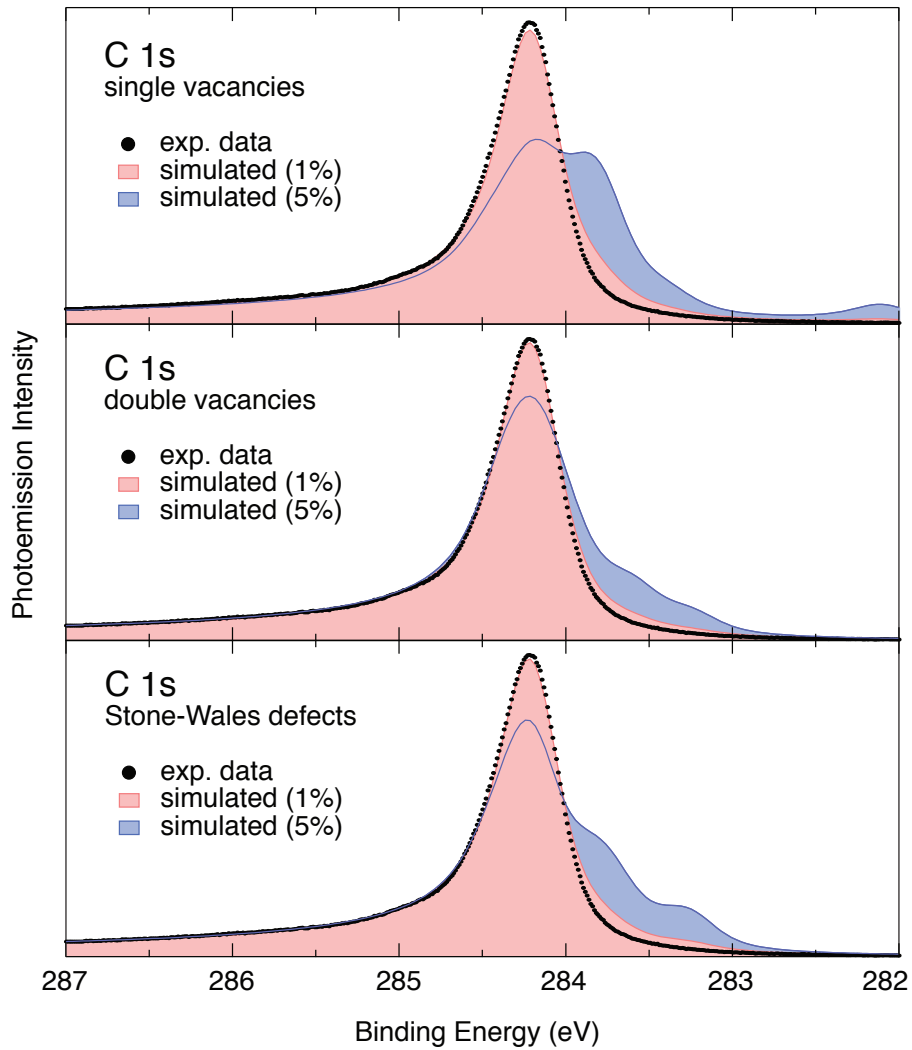 C 1s
single vacancies
exp. data
simulated (1%)
simulated (5%)
C 1s
double vacancies
exp. data
simulated (1%)
simulated (5%)
C 1s
Stone-Wales defects
exp. data
simulated (1%)
simulated (5%)
Photoemission Intensity
287 286 285 284 283 282
Binding Energy (eV)